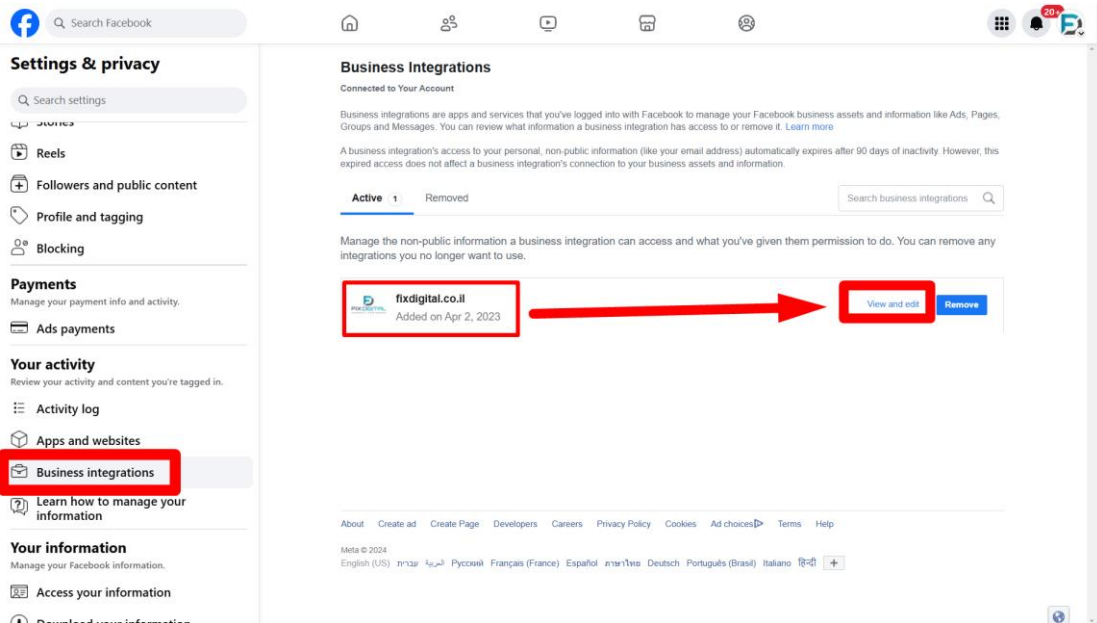 Search Facebook
20+
Settings & privacy
Search settings
Stories
Reels
Followers and public content
Profile and tagging
Blocking
Payments
Manage your payment info and activity.
Ads payments
Your activity
Review your activity and content you're tagged in.
Activity log
Apps and websites
Business integrations
Learn how to manage your
information
Your information
Manage your Facebook information.
Access your information
Download your information
Business Integrations
Connected to Your Account
Business integrations are apps and services that you've logged into with Facebook to manage your Facebook business assets and information like Ads, Pages,
Groups and Messages. You can review what information a business integration has access to or remove it. Learn more
A business integration's access to your personal, non-public information (like your email address) automatically expires after 90 days of inactivity. However, this
expired access does not affect a business integration's connection to your business assets and information.
Active 1 Removed
Search business integrations
Manage the non-public information a business integration can access and what you've given them permission to do. You can remove any
integrations you no longer want to use.
FIXDIGITAL
fixdigital.co.il
Added on Apr 2, 2023
View and edit Remove
About Create ad Create Page Developers Careers Privacy Policy Cookies Ad choices Terms Help
Meta © 2024
English (US) עברית العربية Русский Français (France) Español ภาษาไทย Deutsch Português (Brasil) Italiano हिन्दी +